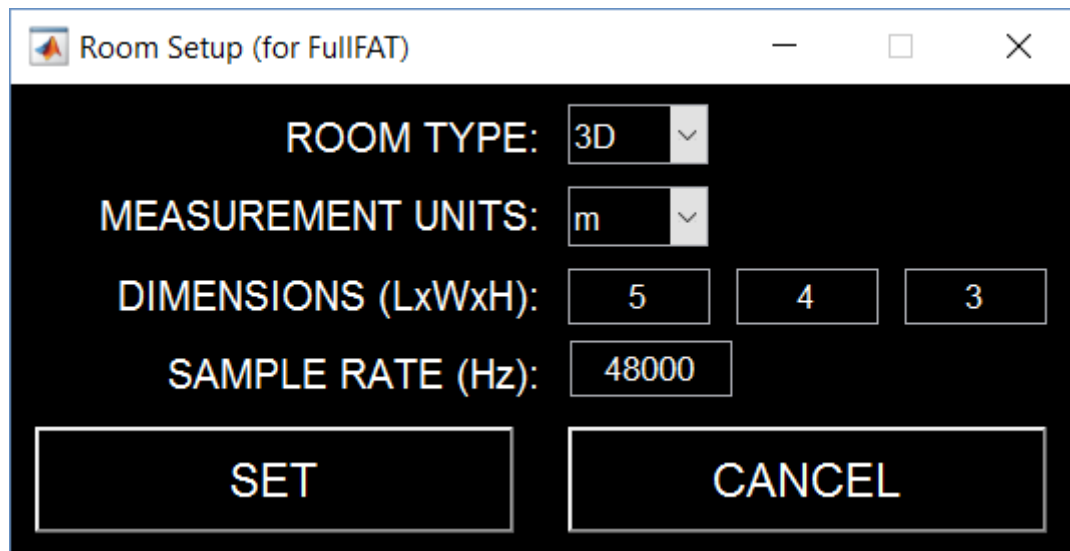 Room Setup (for FullFAT)
ROOM TYPE: 3D
MEASUREMENT UNITS: m
DIMENSIONS (LxWxH): 5 4 3
SAMPLE RATE (Hz): 48000
SET CANCEL